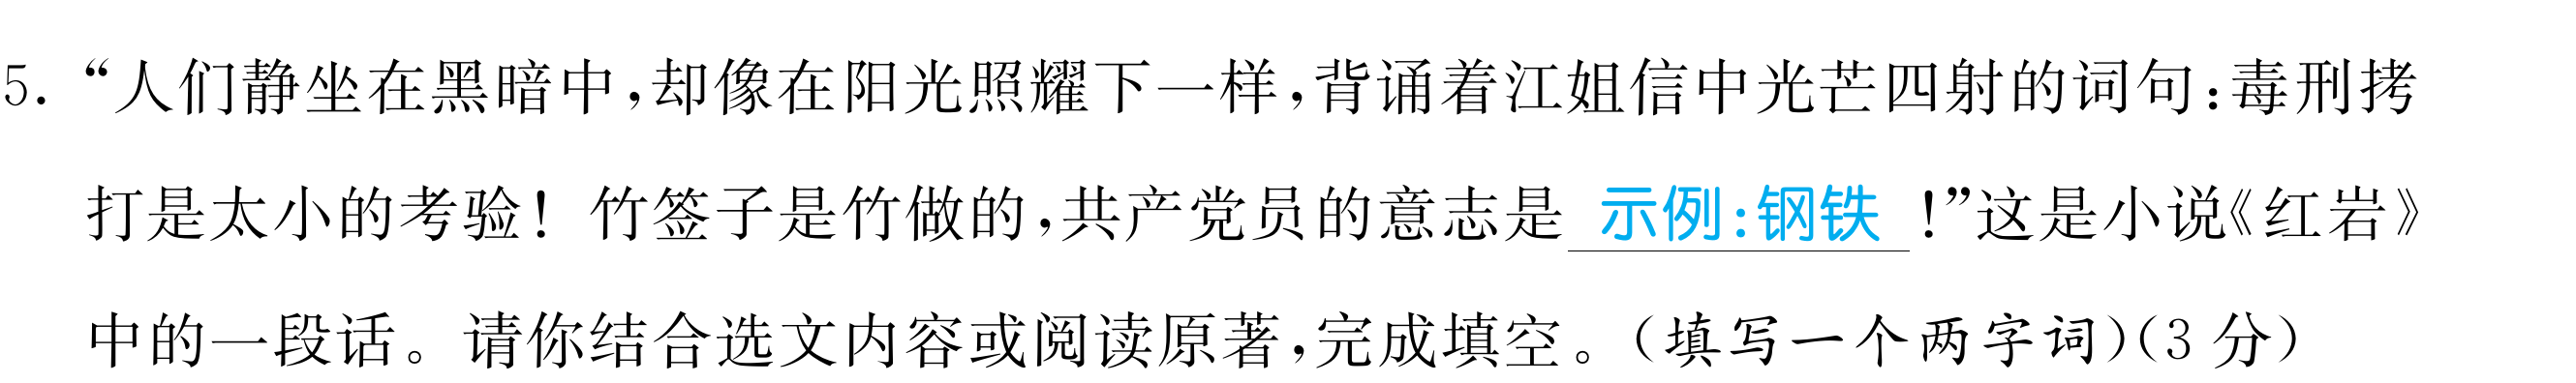 5. “人们静坐在黑暗中,却像在阳光照耀下一样,背诵着江姐信中光芒四射的词句:毒刑拷
打是太小的考验! 竹签子是竹做的,共产党员的意志是 示例:钢铁 !”这是小说《红岩》
中的一段话。请你结合选文内容或阅读原著,完成填空。(填写一个两字词)(3 分)